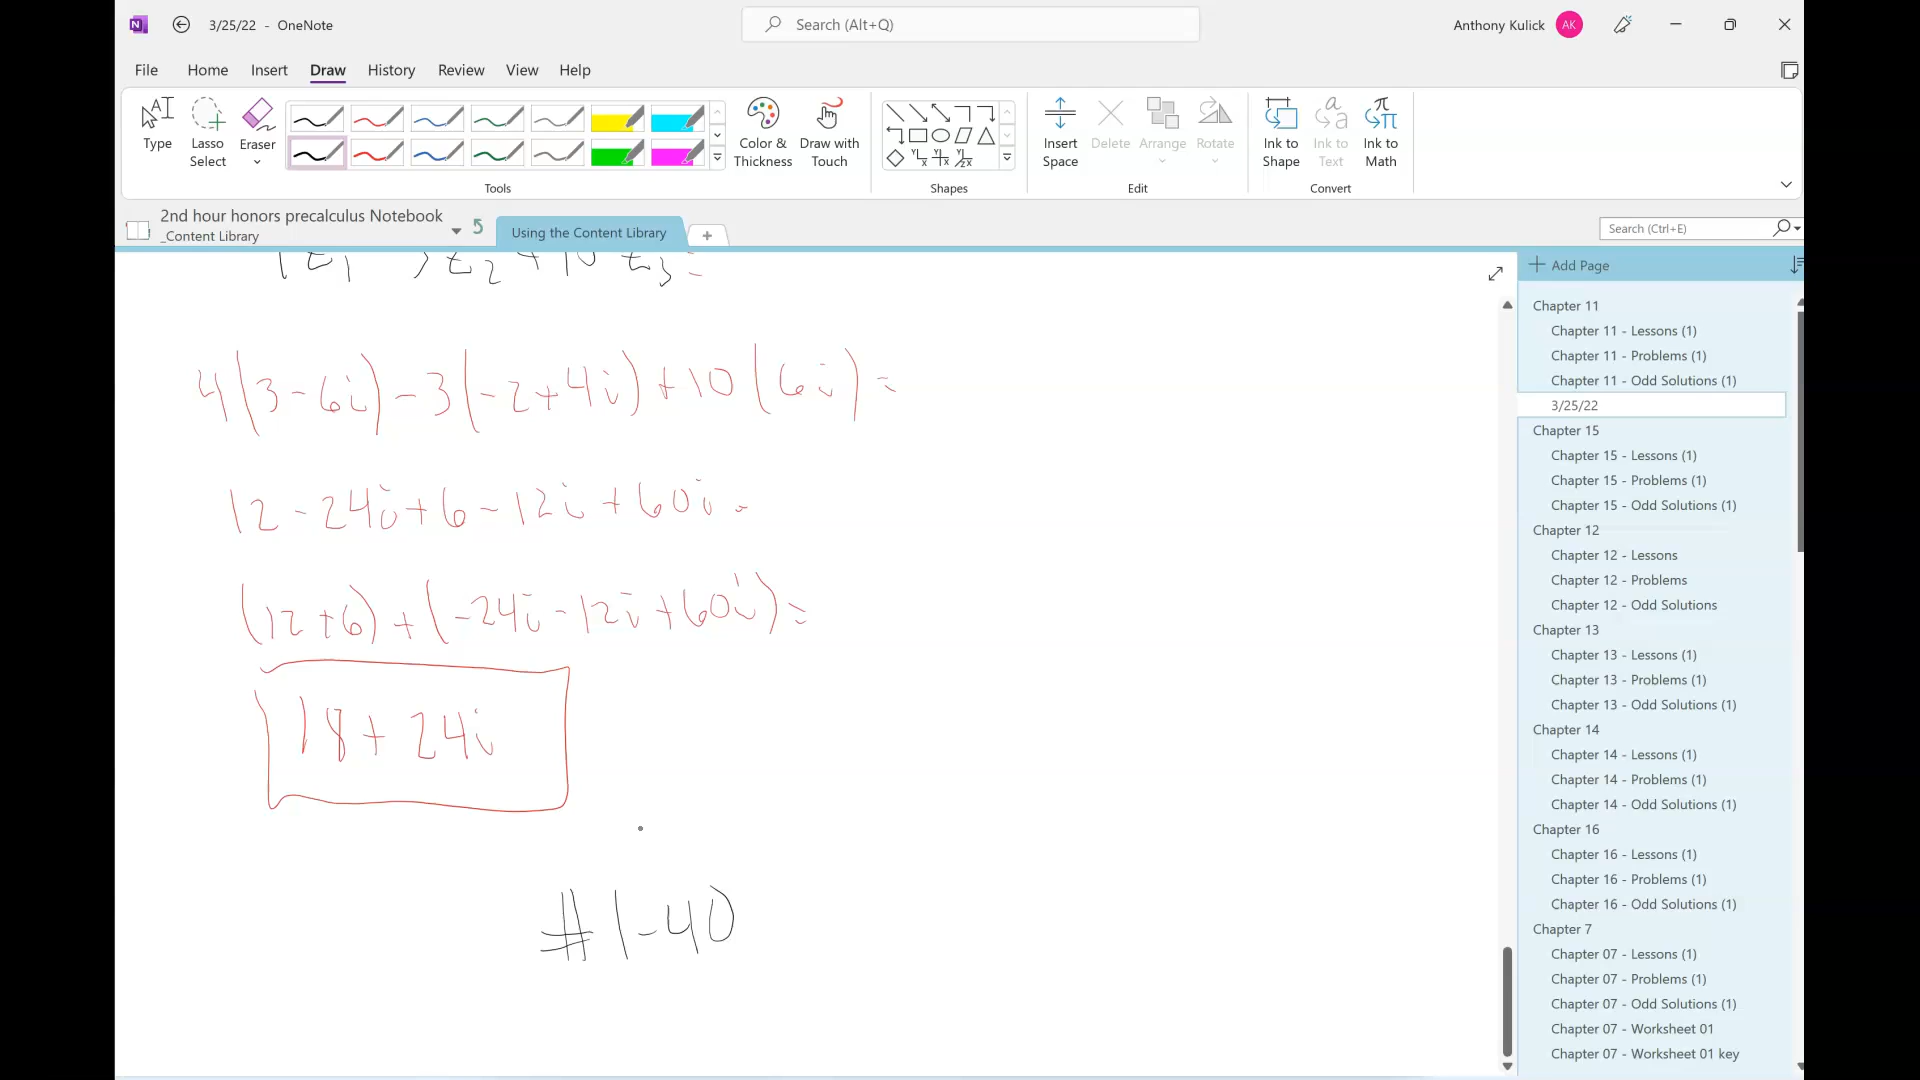 3/25/22 - OneNote
Search (Alt+Q)
Anthony Kulick AK
File Home Insert Draw History Review View Help
Type
Lasso Select
Eraser
Color & Thickness
Draw with Touch
Insert Space
Delete
Arrange
Rotate
Ink to Shape
Ink to Text
Ink to Math
Tools Shapes Edit Convert
2nd hour honors precalculus Notebook
_Content Library
Using the Content Library
Search (Ctrl+E)
4(3-6i)-3(-2+4i)+10(6i)=
12-24i+6-12i+60i=
(12+6)+(-24i-12i+60i)=
18+24i
#1-40
Add Page
Chapter 11
Chapter 11 - Lessons (1)
Chapter 11 - Problems (1)
Chapter 11 - Odd Solutions (1)
3/25/22
Chapter 15
Chapter 15 - Lessons (1)
Chapter 15 - Problems (1)
Chapter 15 - Odd Solutions (1)
Chapter 12
Chapter 12 - Lessons
Chapter 12 - Problems
Chapter 12 - Odd Solutions
Chapter 13
Chapter 13 - Lessons (1)
Chapter 13 - Problems (1)
Chapter 13 - Odd Solutions (1)
Chapter 14
Chapter 14 - Lessons (1)
Chapter 14 - Problems (1)
Chapter 14 - Odd Solutions (1)
Chapter 16
Chapter 16 - Lessons (1)
Chapter 16 - Problems (1)
Chapter 16 - Odd Solutions (1)
Chapter 7
Chapter 07 - Lessons (1)
Chapter 07 - Problems (1)
Chapter 07 - Odd Solutions (1)
Chapter 07 - Worksheet 01
Chapter 07 - Worksheet 01 key